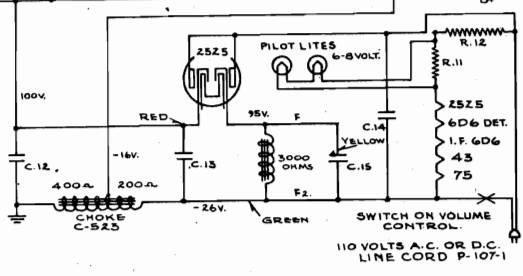 B+
2525
PILOT LITES
6-8 VOLT.
R.12
R.11
100V.
RED
95V.
F
C.14
2525
6D6 DET.
I.F. 6D6
43
75
YELLOW
C.12
-16V.
C.13
3000
OHMS
C.15
400Ω
200Ω
CHOKE
C-523
-26V.
F2.
GREEN
SWITCH ON VOLUME
CONTROL.
110 VOLTS A.C. OR D.C.
LINE CORD P-107-1